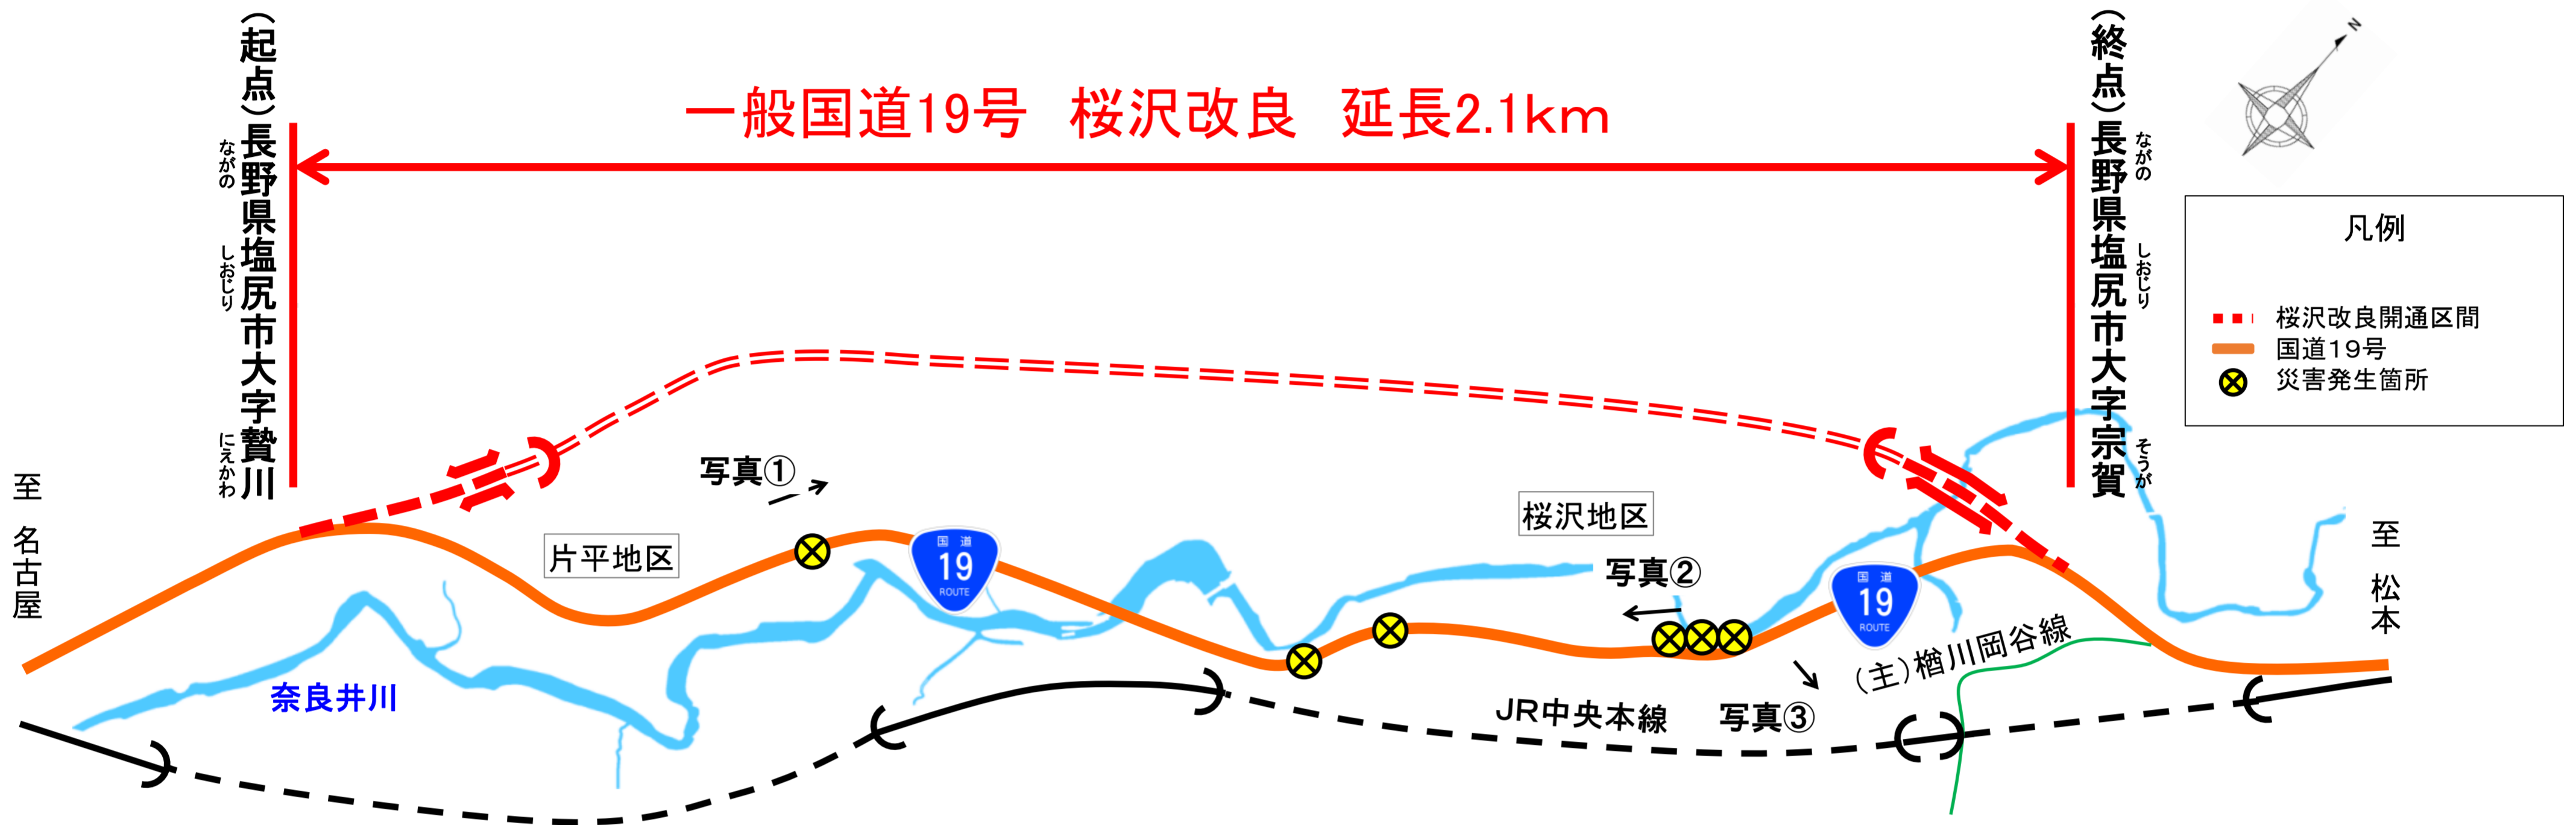 (起点)長野県塩尻市大字贄川
ながの
しおじり
にえかわ
一般国道19号 桜沢改良 延長2.1km
(終点)長野県塩尻市大字宗賀
ながの
しおじり
そうが
N
凡例
桜沢改良開通区間
国道19号
災害発生箇所
至 名古屋
写真①
片平地区
国道
19
ROUTE
桜沢地区
写真②
国道
19
ROUTE
至 松本
奈良井川
(主)楢川岡谷線
JR中央本線
写真③